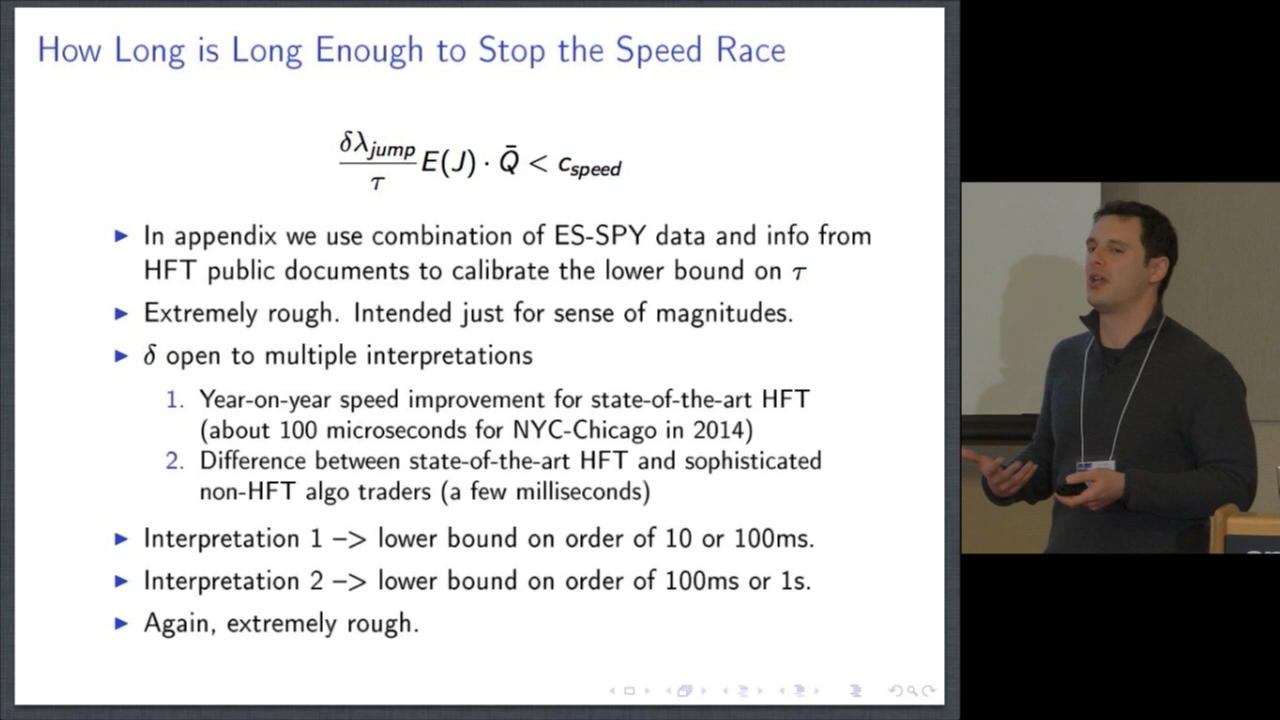 How Long is Long Enough to Stop the Speed Race
δλ_jump / τ E(J) · Q̄ < c_speed
► In appendix we use combination of ES-SPY data and info from
HFT public documents to calibrate the lower bound on τ
► Extremely rough. Intended just for sense of magnitudes.
► δ open to multiple interpretations
1. Year-on-year speed improvement for state-of-the-art HFT
(about 100 microseconds for NYC-Chicago in 2014)
2. Difference between state-of-the-art HFT and sophisticated
non-HFT algo traders (a few milliseconds)
► Interpretation 1 –> lower bound on order of 10 or 100ms.
► Interpretation 2 –> lower bound on order of 100ms or 1s.
► Again, extremely rough.